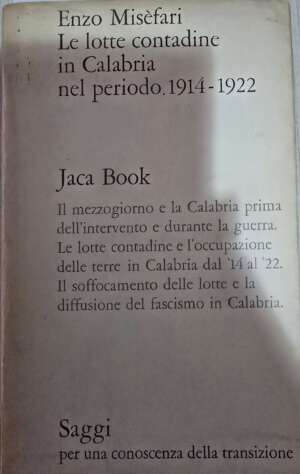 Enzo Misèfari
Le lotte contadine
in Calabria
nel periodo.1914-1922
Jaca Book
Il mezzogiorno e la Calabria prima
dell'intervento e durante la guerra.
Le lotte contadine e l'occupazione
delle terre in Calabria dal '14 al '22.
Il soffocamento delle lotte e la
diffusione del fascismo in Calabria.
Saggi
per una conoscenza della transizione